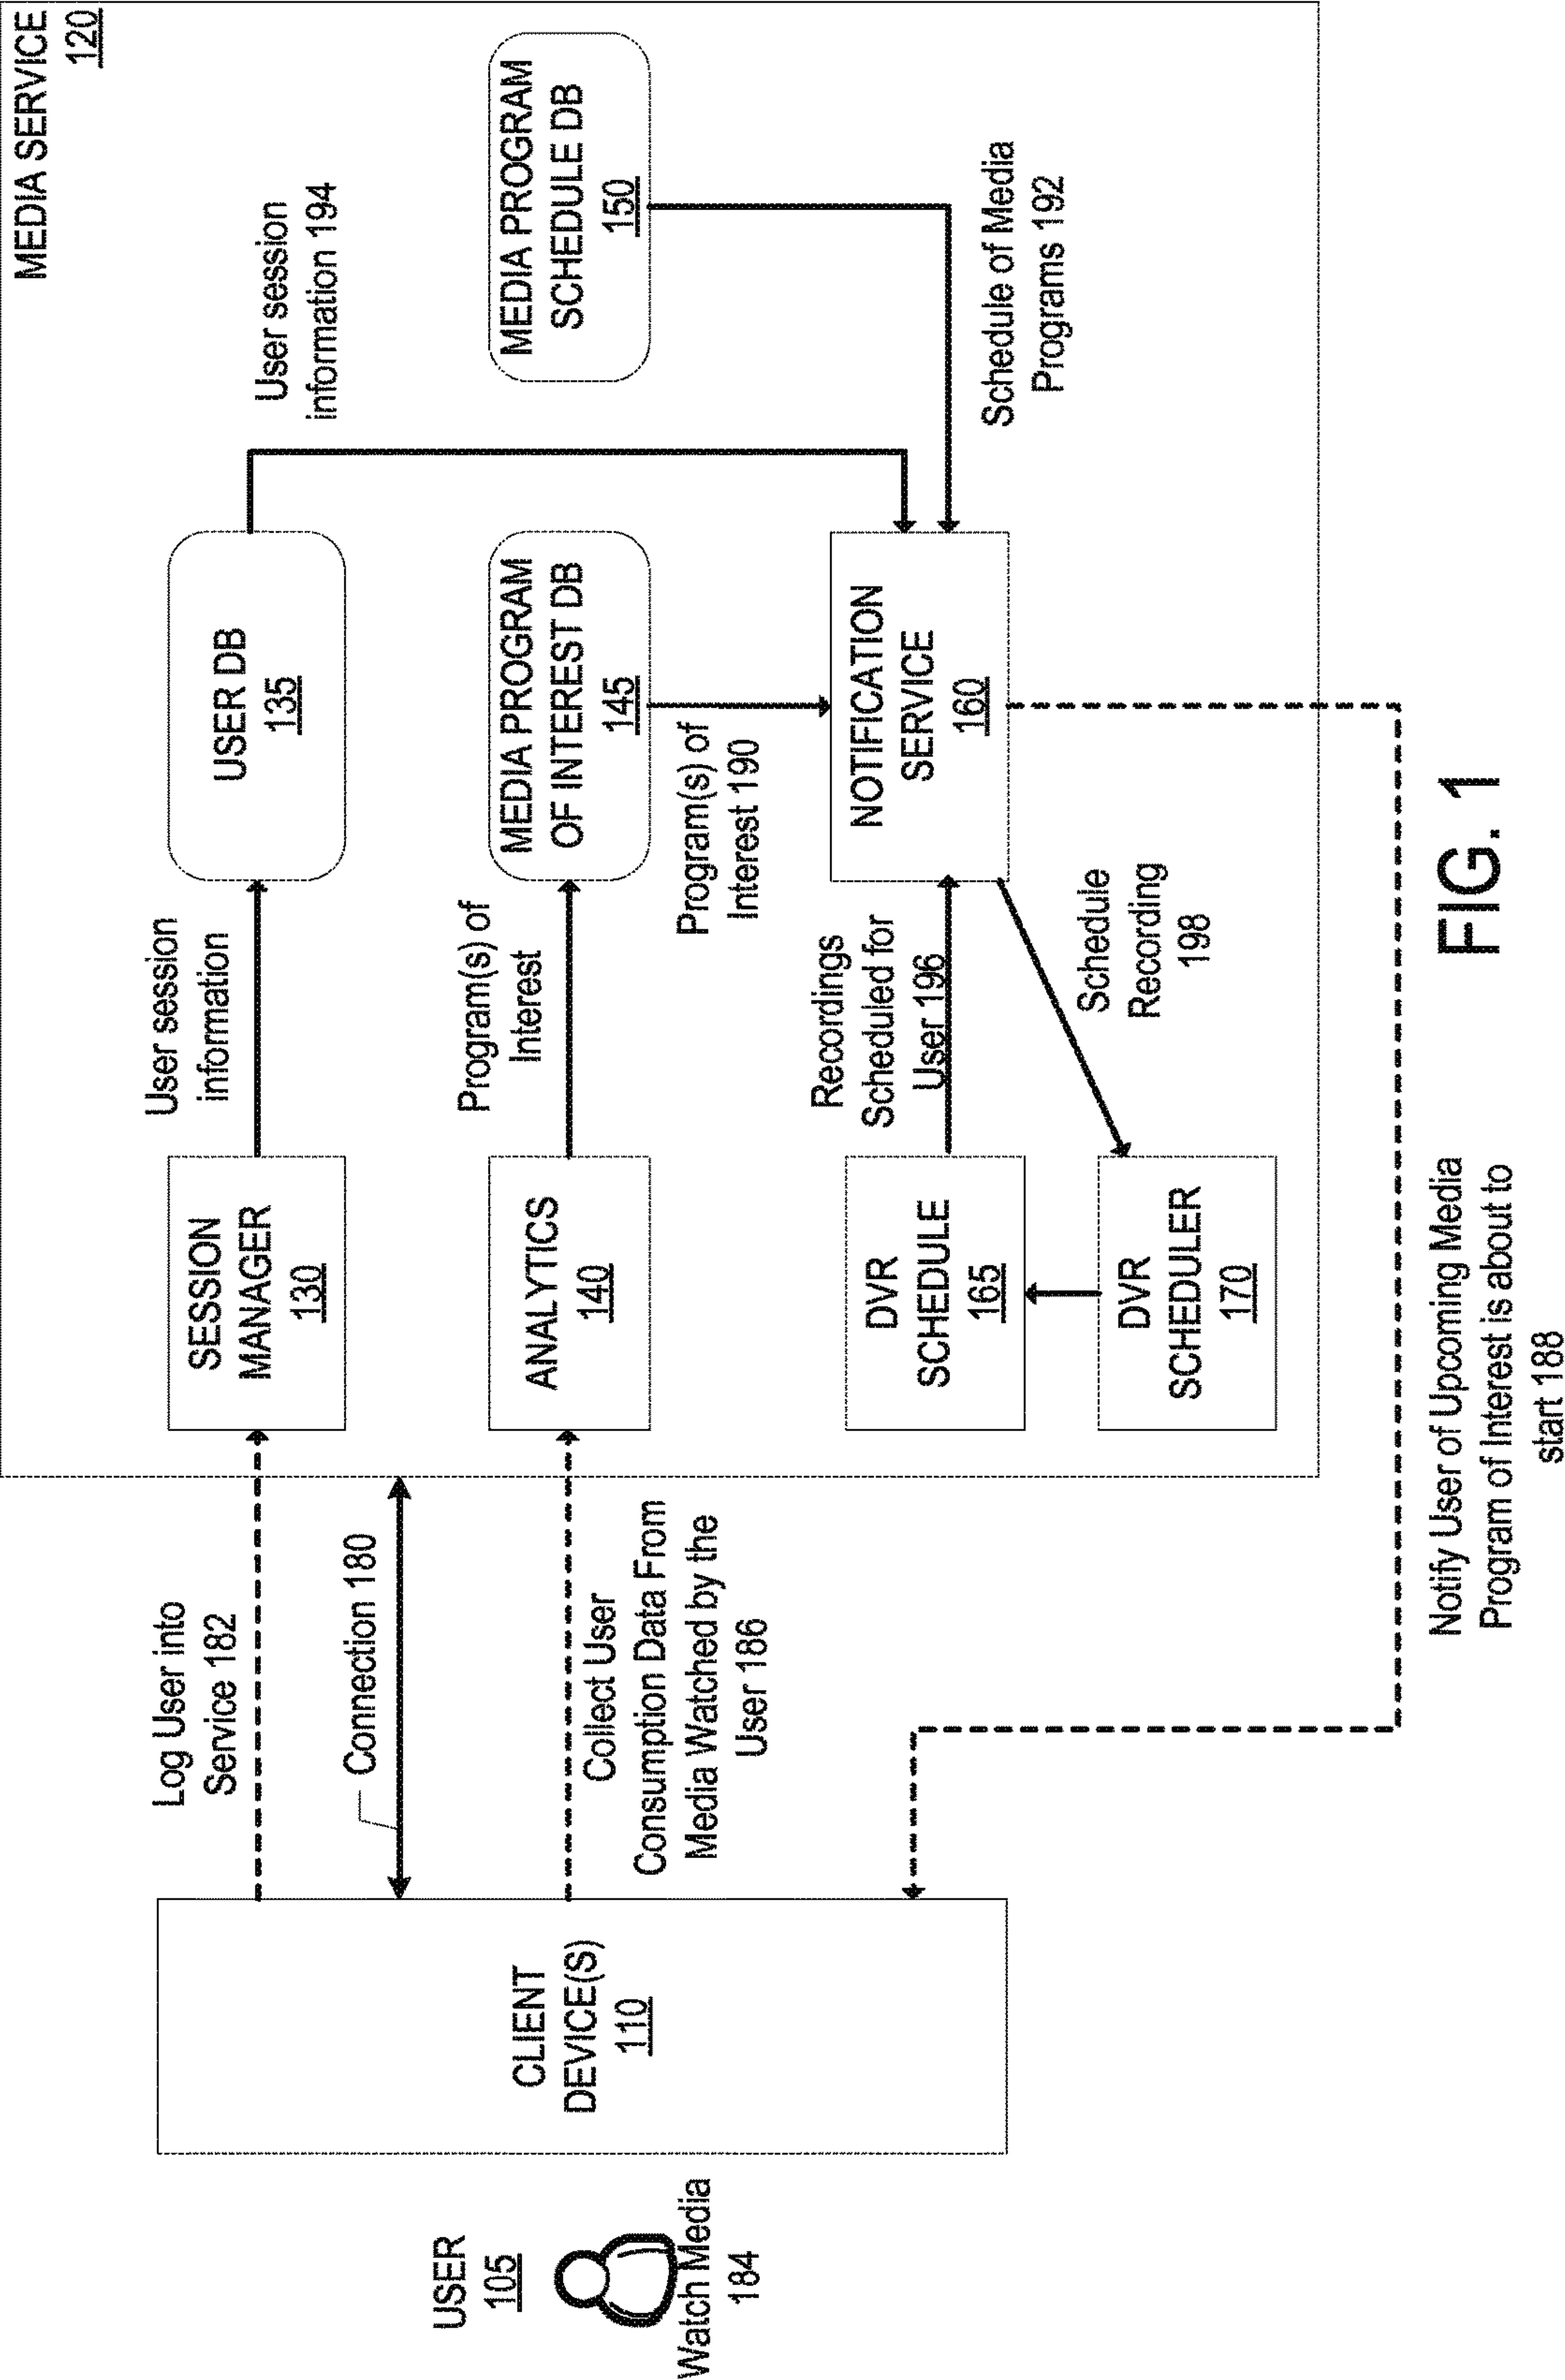 MEDIA SERVICE
120
USER
105
Watch Media
184
CLIENT
DEVICE(S)
110
Log User into
Service 182
Connection 180
Collect User
Consumption Data From
Media Watched by the
User 186
SESSION
MANAGER
130
User session
information
USER DB
135
User session
information 194
ANALYTICS
140
Program(s) of
Interest
MEDIA PROGRAM
OF INTEREST DB
145
MEDIA PROGRAM
SCHEDULE DB
150
Program(s) of
Interest 190
Schedule of Media
Programs 192
DVR
SCHEDULE
165
Recordings
Scheduled for
User 196
NOTIFICATION
SERVICE
160
DVR
SCHEDULER
170
Schedule
Recording
198
Notify User of Upcoming Media
Program of Interest is about to
start 188
FIG. 1